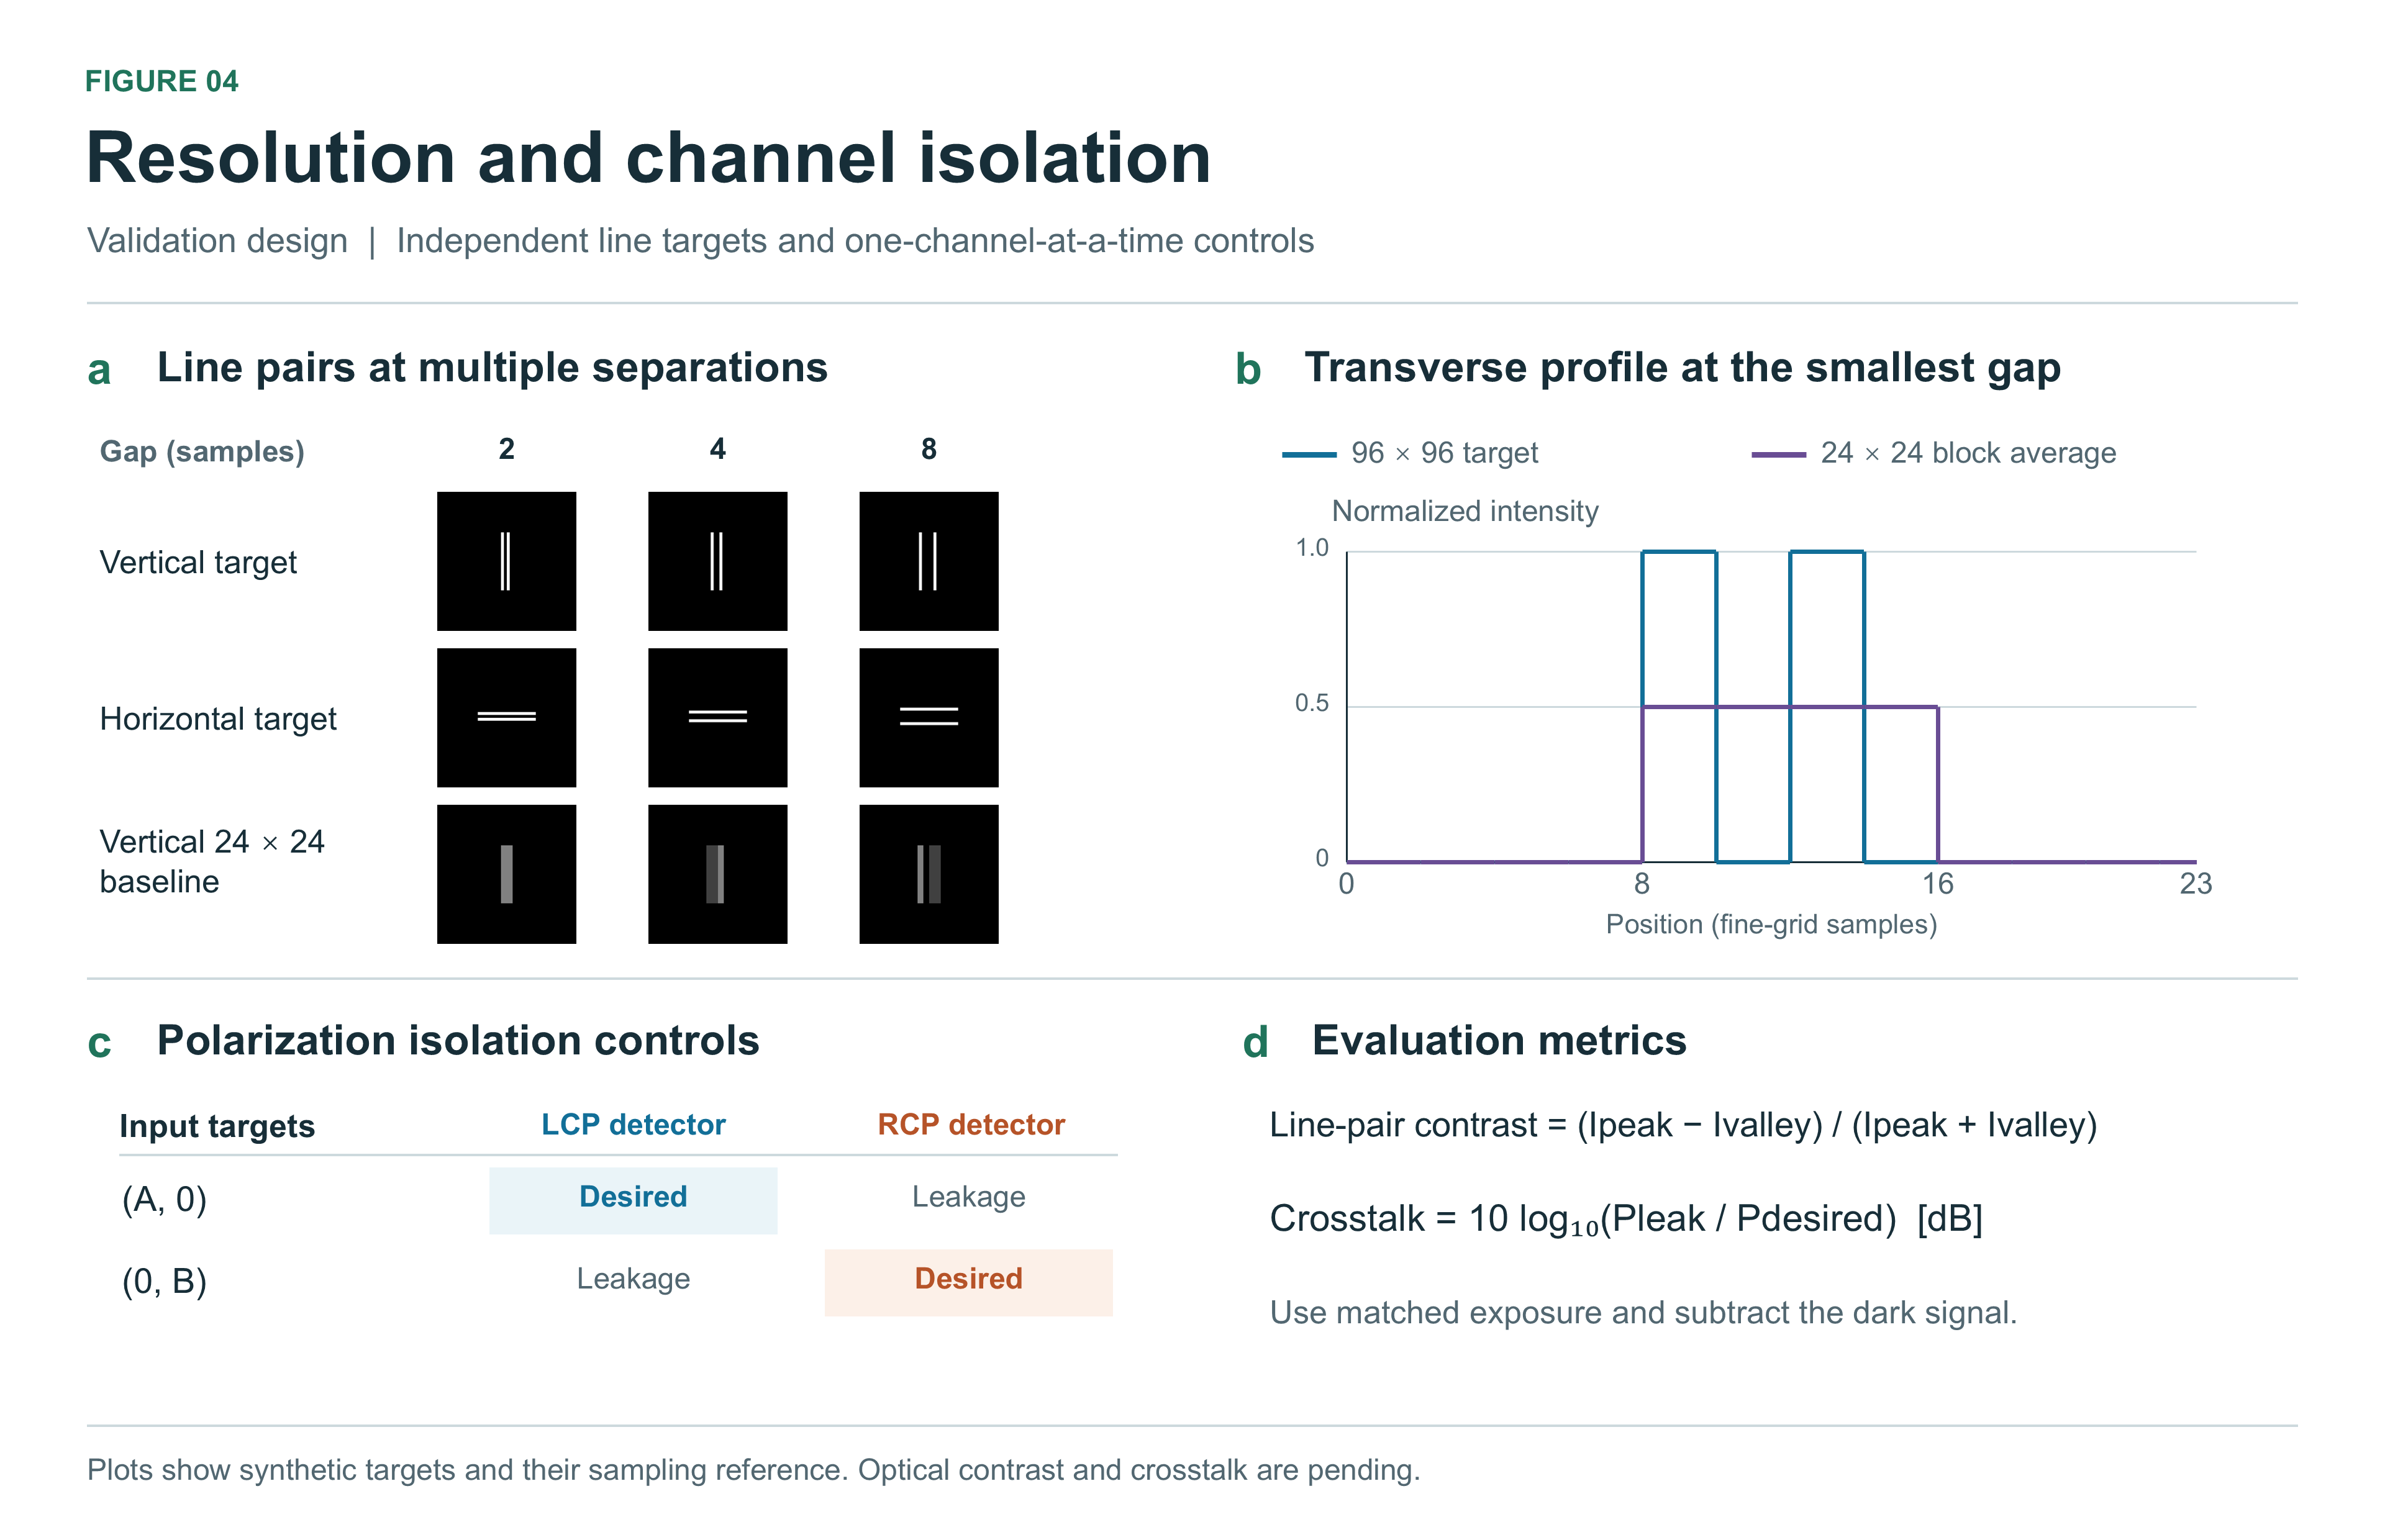 FIGURE 04
Resolution and channel isolation
Validation design | Independent line targets and one-channel-at-a-time controls
a Line pairs at multiple separations
Gap (samples) 2 4 8
Vertical target
Horizontal target
Vertical 24 × 24
baseline
b Transverse profile at the smallest gap
96 × 96 target 24 × 24 block average
Normalized intensity
1.0
0.5
0
0 8 16 23
Position (fine-grid samples)
c Polarization isolation controls
Input targets LCP detector RCP detector
(A, 0) Desired Leakage
(0, B) Leakage Desired
d Evaluation metrics
Line-pair contrast = (Ipeak − Ivalley) / (Ipeak + Ivalley)
Crosstalk = 10 log₁₀(Pleak / Pdesired) [dB]
Use matched exposure and subtract the dark signal.
Plots show synthetic targets and their sampling reference. Optical contrast and crosstalk are pending.